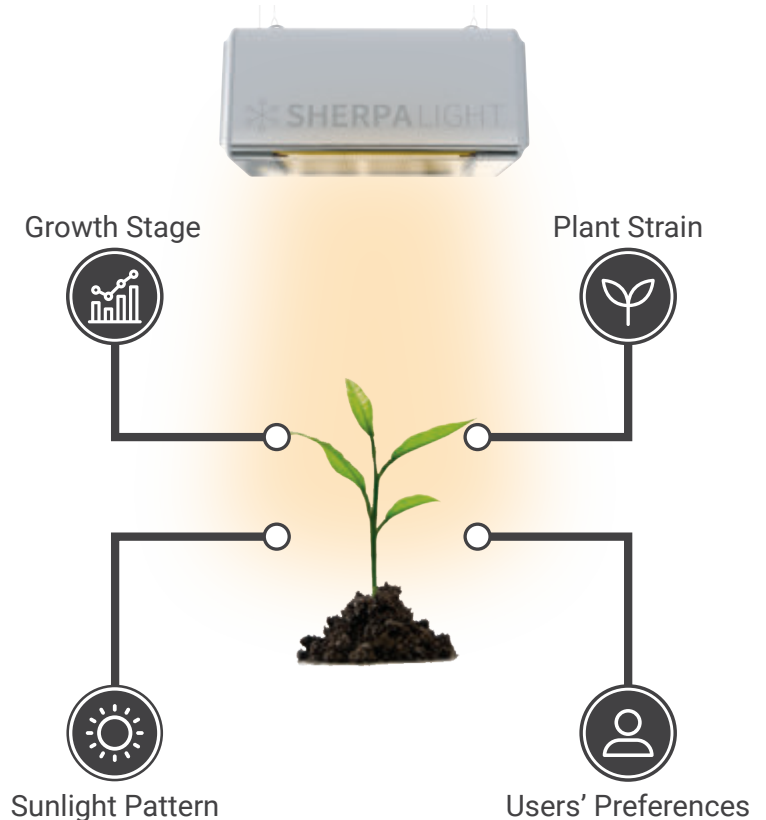 SHERPALIGHT
Growth Stage
Plant Strain
Sunlight Pattern
Users’ Preferences